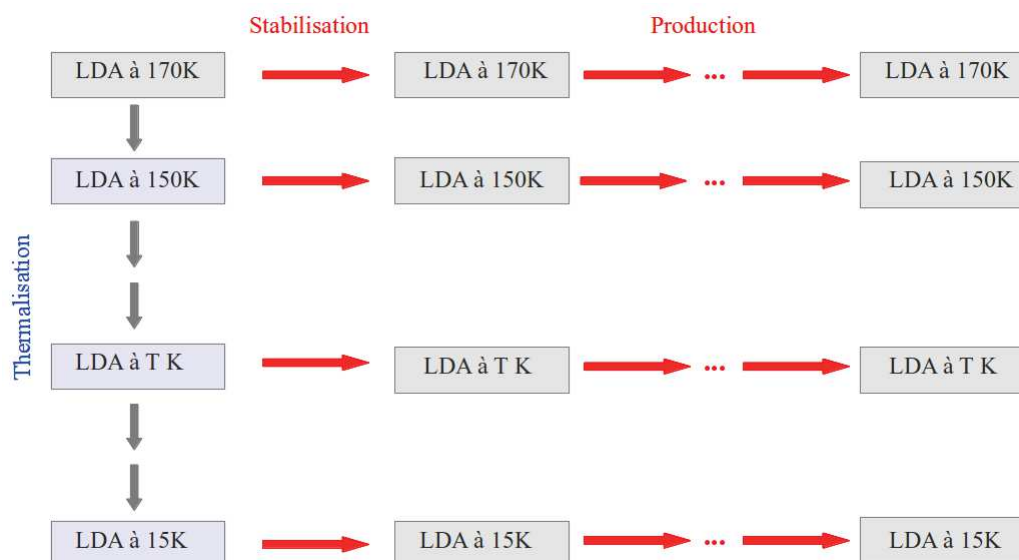 Stabilisation
Production
LDA à 170K
LDA à 170K
...
LDA à 170K
LDA à 150K
LDA à 150K
...
LDA à 150K
Thermalisation
LDA à T K
LDA à T K
...
LDA à T K
LDA à 15K
LDA à 15K
...
LDA à 15K